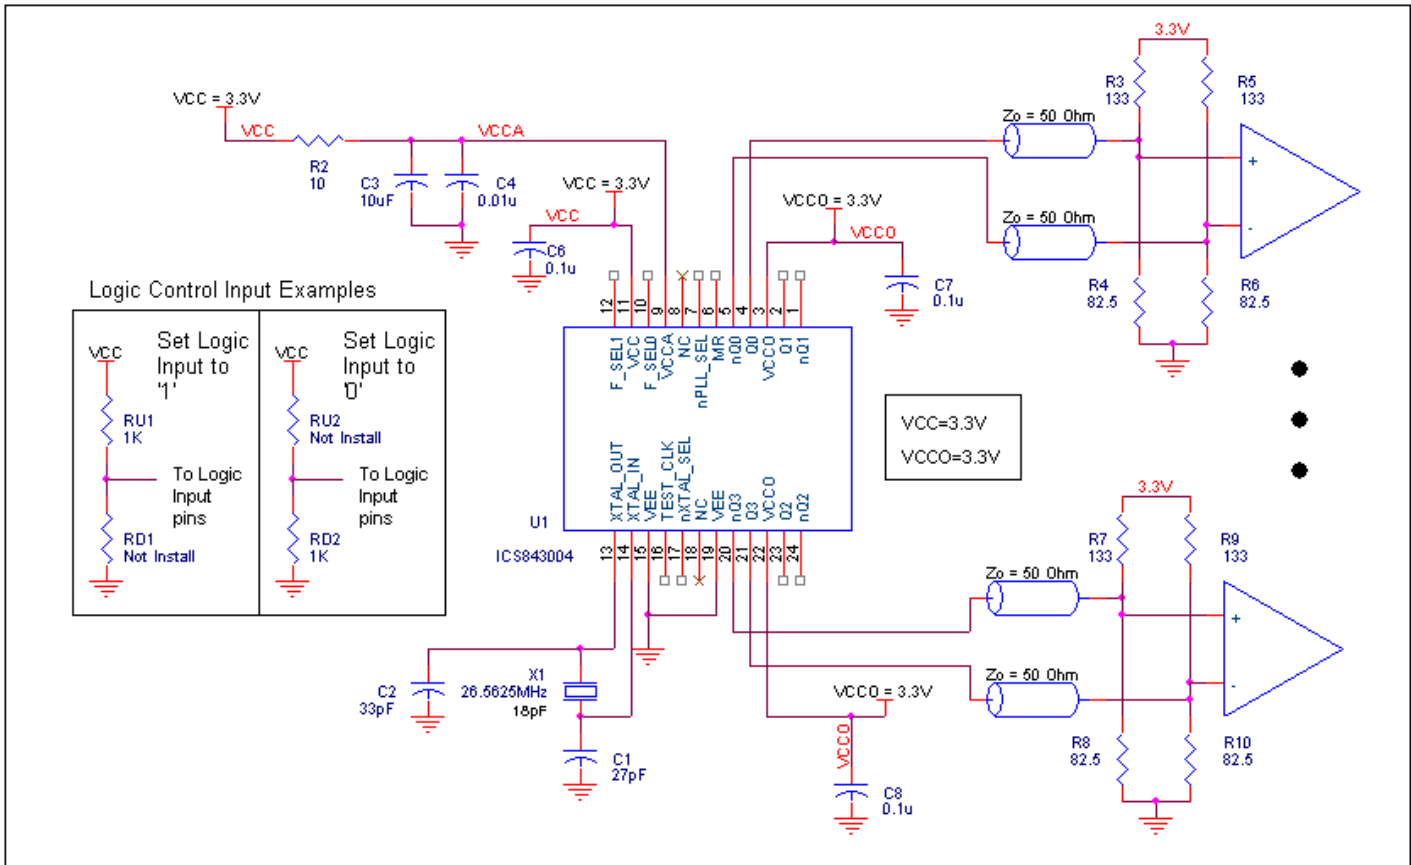 3.3V
R3
133
R5
133
VCC = 3.3V
VCC
VCCA
R2
10
C3
10uF
C4
0.01u
Zo = 50 Ohm
+
VCC = 3.3V
VCC
C6
0.1u
VCCO = 3.3V
VCCO
C7
0.1u
Zo = 50 Ohm
-
R4
82.5
R6
82.5
Logic Control Input Examples
VCC
Set Logic
Input to
'1'
RU1
1K
To Logic
Input
pins
RD1
Not Install
VCC
Set Logic
Input to
'0'
RU2
Not Install
To Logic
Input
pins
RD2
1K
12
11
10
9
8
7
6
5
4
3
2
1
F_SEL1
VCC
F_SEL0
VCCA
NC
nPLL_SEL
MR
nQ0
Q0
VCCO
Q1
nQ1
XTAL_OUT
XTAL_IN
VEE
TEST_CLK
nXTAL_SEL
NC
VEE
nQ3
Q3
VCCO
Q2
nQ2
U1
ICS843004
13
14
15
16
17
18
19
20
21
22
23
24
VCC=3.3V
VCCO=3.3V
3.3V
R7
133
R9
133
Zo = 50 Ohm
+
Zo = 50 Ohm
-
R8
82.5
R10
82.5
C2
33pF
X1
26.5625MHz
18pF
C1
27pF
VCCO = 3.3V
VCCO
C8
0.1u